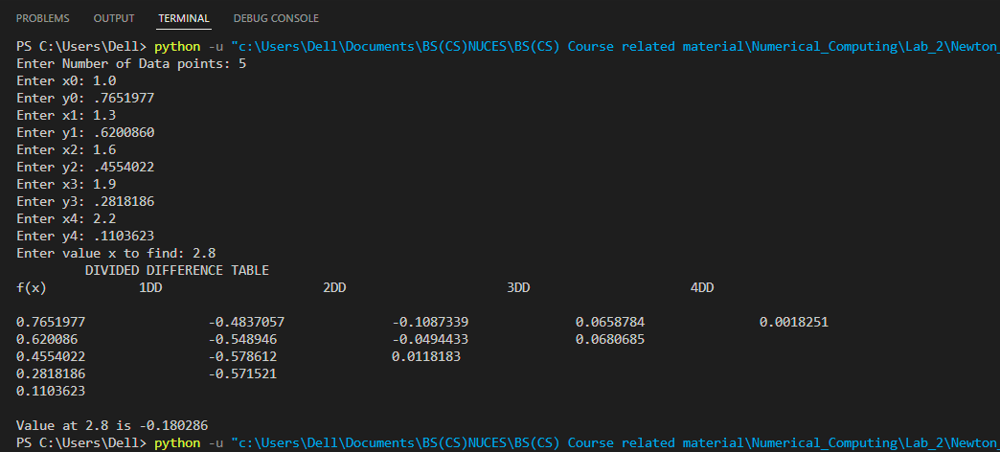 PROBLEMS OUTPUT TERMINAL DEBUG CONSOLE
PS C:\Users\Dell> python -u "c:\Users\Dell\Documents\BS(CS)NUCES\BS(CS) Course related material\Numerical_Computing\Lab_2\Newton_
Enter Number of Data points: 5
Enter x0: 1.0
Enter y0: .7651977
Enter x1: 1.3
Enter y1: .6200860
Enter x2: 1.6
Enter y2: .4554022
Enter x3: 1.9
Enter y3: .2818186
Enter x4: 2.2
Enter y4: .1103623
Enter value x to find: 2.8
DIVIDED DIFFERENCE TABLE
f(x) 1DD 2DD 3DD 4DD
0.7651977 -0.4837057 -0.1087339 0.0658784 0.0018251
0.620086 -0.548946 -0.0494433 0.0680685
0.4554022 -0.578612 0.0118183
0.2818186 -0.571521
0.1103623
Value at 2.8 is -0.180286
PS C:\Users\Dell> python -u "c:\Users\Dell\Documents\BS(CS)NUCES\BS(CS) Course related material\Numerical_Computing\Lab_2\Newton_